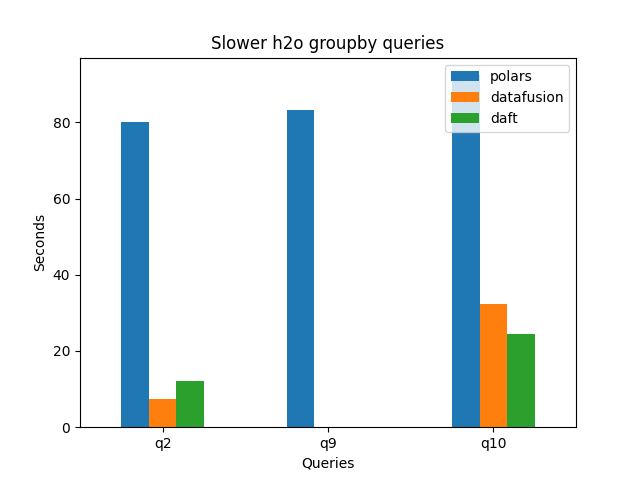 Slower h2o groupby queries
polars
datafusion
daft
Seconds
80
60
40
20
0
q2
q9
q10
Queries